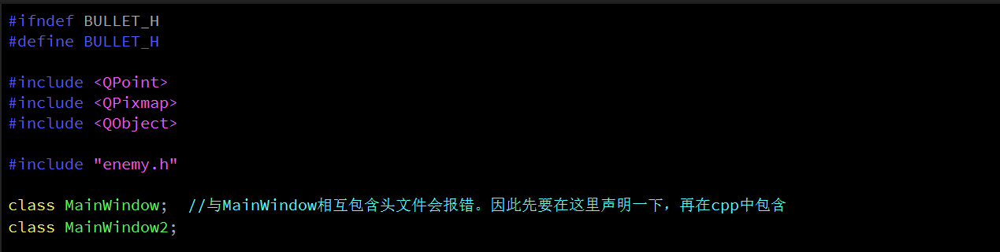 #ifndef BULLET_H
#define BULLET_H
#include <QPoint>
#include <QPixmap>
#include <QObject>
#include "enemy.h"
class MainWindow;  //与MainWindow相互包含头文件会报错。因此先要在这里声明一下，再在cpp中包含
class MainWindow2;